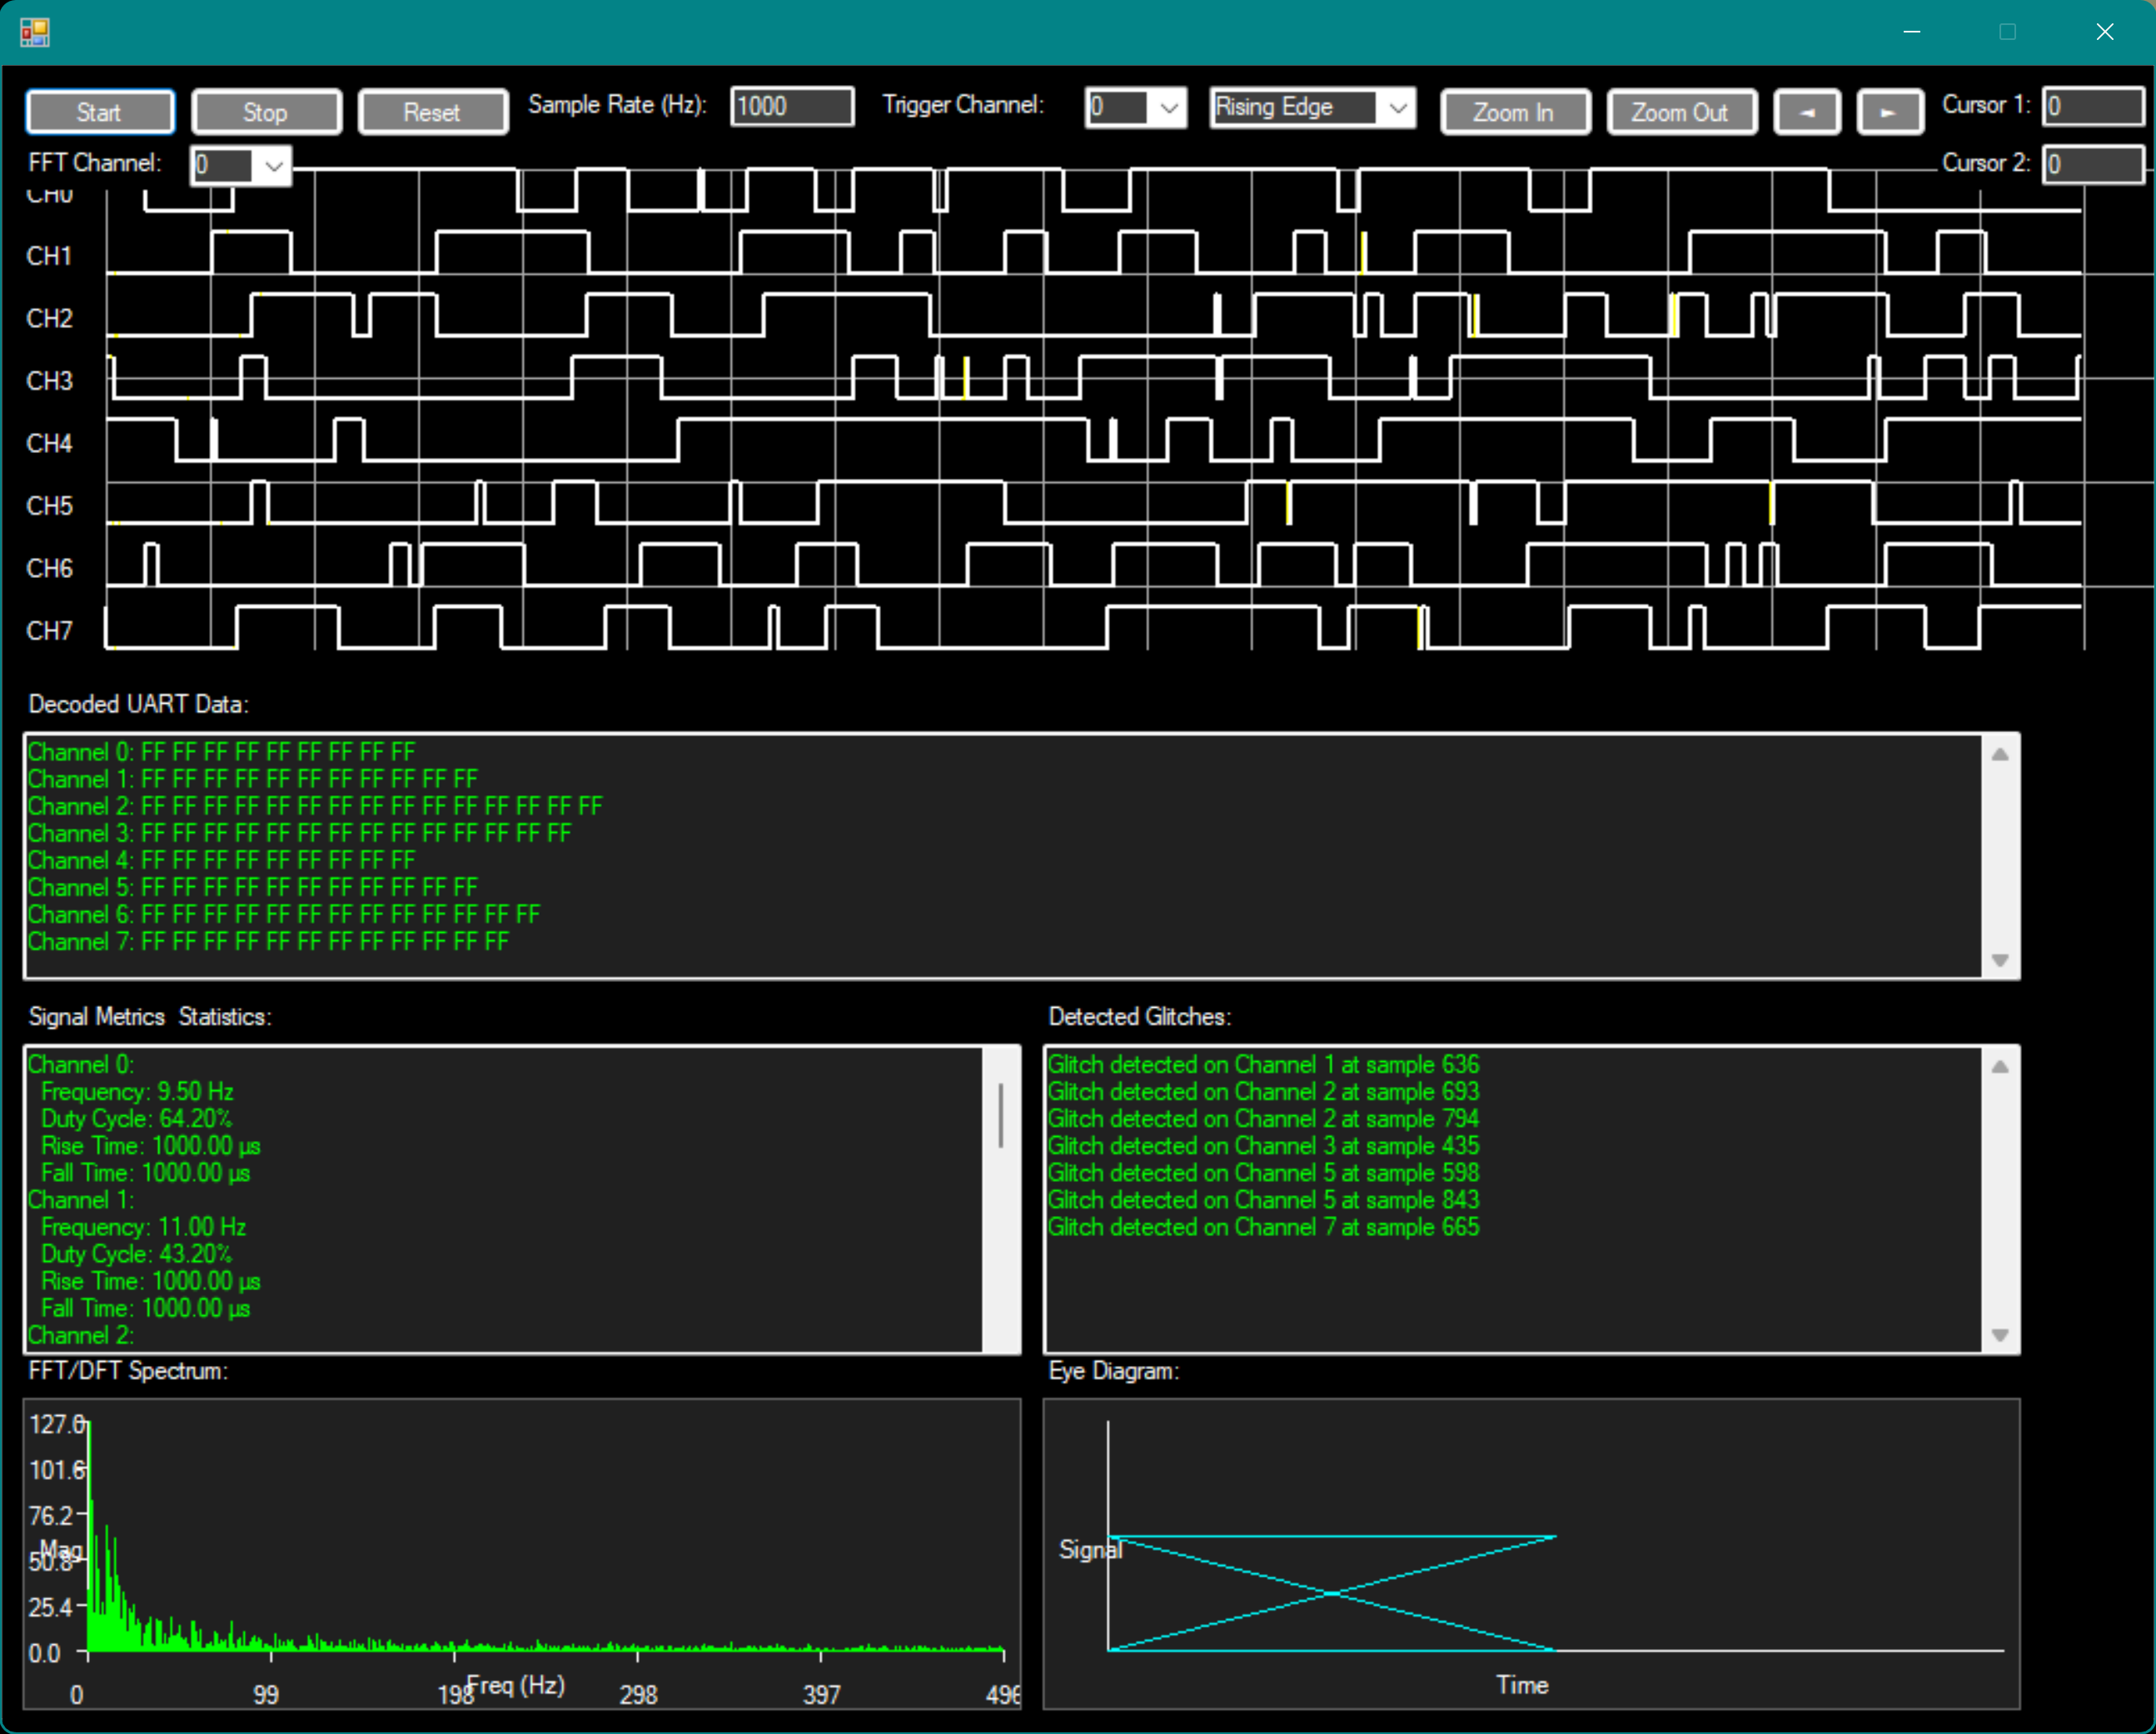 Start Stop Reset Sample Rate (Hz): 1000 Trigger Channel: 0 Rising Edge Zoom In Zoom Out ◄ ► Cursor 1: 0
FFT Channel: 0 Cursor 2: 0
CH0
CH1
CH2
CH3
CH4
CH5
CH6
CH7
Decoded UART Data:
Channel 0: FF FF FF FF FF FF FF FF FF
Channel 1: FF FF FF FF FF FF FF FF FF FF FF
Channel 2: FF FF FF FF FF FF FF FF FF FF FF FF FF FF FF
Channel 3: FF FF FF FF FF FF FF FF FF FF FF FF FF FF
Channel 4: FF FF FF FF FF FF FF FF FF
Channel 5: FF FF FF FF FF FF FF FF FF FF FF
Channel 6: FF FF FF FF FF FF FF FF FF FF FF FF FF
Channel 7: FF FF FF FF FF FF FF FF FF FF FF FF
Signal Metrics  Statistics:
Channel 0:
Frequency: 9.50 Hz
Duty Cycle: 64.20%
Rise Time: 1000.00 µs
Fall Time: 1000.00 µs
Channel 1:
Frequency: 11.00 Hz
Duty Cycle: 43.20%
Rise Time: 1000.00 µs
Fall Time: 1000.00 µs
Channel 2:
Detected Glitches:
Glitch detected on Channel 1 at sample 636
Glitch detected on Channel 2 at sample 693
Glitch detected on Channel 2 at sample 794
Glitch detected on Channel 3 at sample 435
Glitch detected on Channel 5 at sample 598
Glitch detected on Channel 5 at sample 843
Glitch detected on Channel 7 at sample 665
FFT/DFT Spectrum:
127.0
101.6
76.2
Mag
50.8
25.4
0.0
0 99 198 298 397 496
Freq (Hz)
Eye Diagram:
Signal
Time